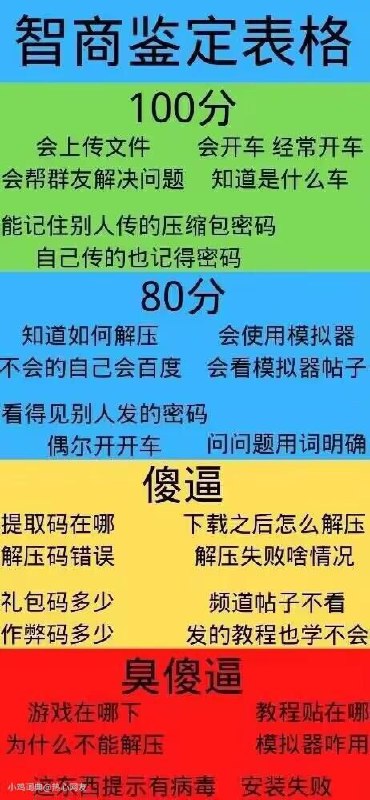 智商鉴定表格
100分
会上传文件 会开车 经常开车
会帮群友解决问题 知道是什么车
能记住别人传的压缩包密码
自己传的也记得密码
80分
知道如何解压 会使用模拟器
不会的自己会百度 会看模拟器帖子
看得见别人发的密码
偶尔开开车 问问题用词明确
傻逼
提取码在哪 下载之后怎么解压
解压码错误 解压失败啥情况
礼包码多少 频道帖子不看
作弊码多少 发的教程也学不会
臭傻逼
游戏在哪下 教程贴在哪
为什么不能解压 模拟器咋用
这东西提示有病毒 安装失败
小鸡词典@热心网友